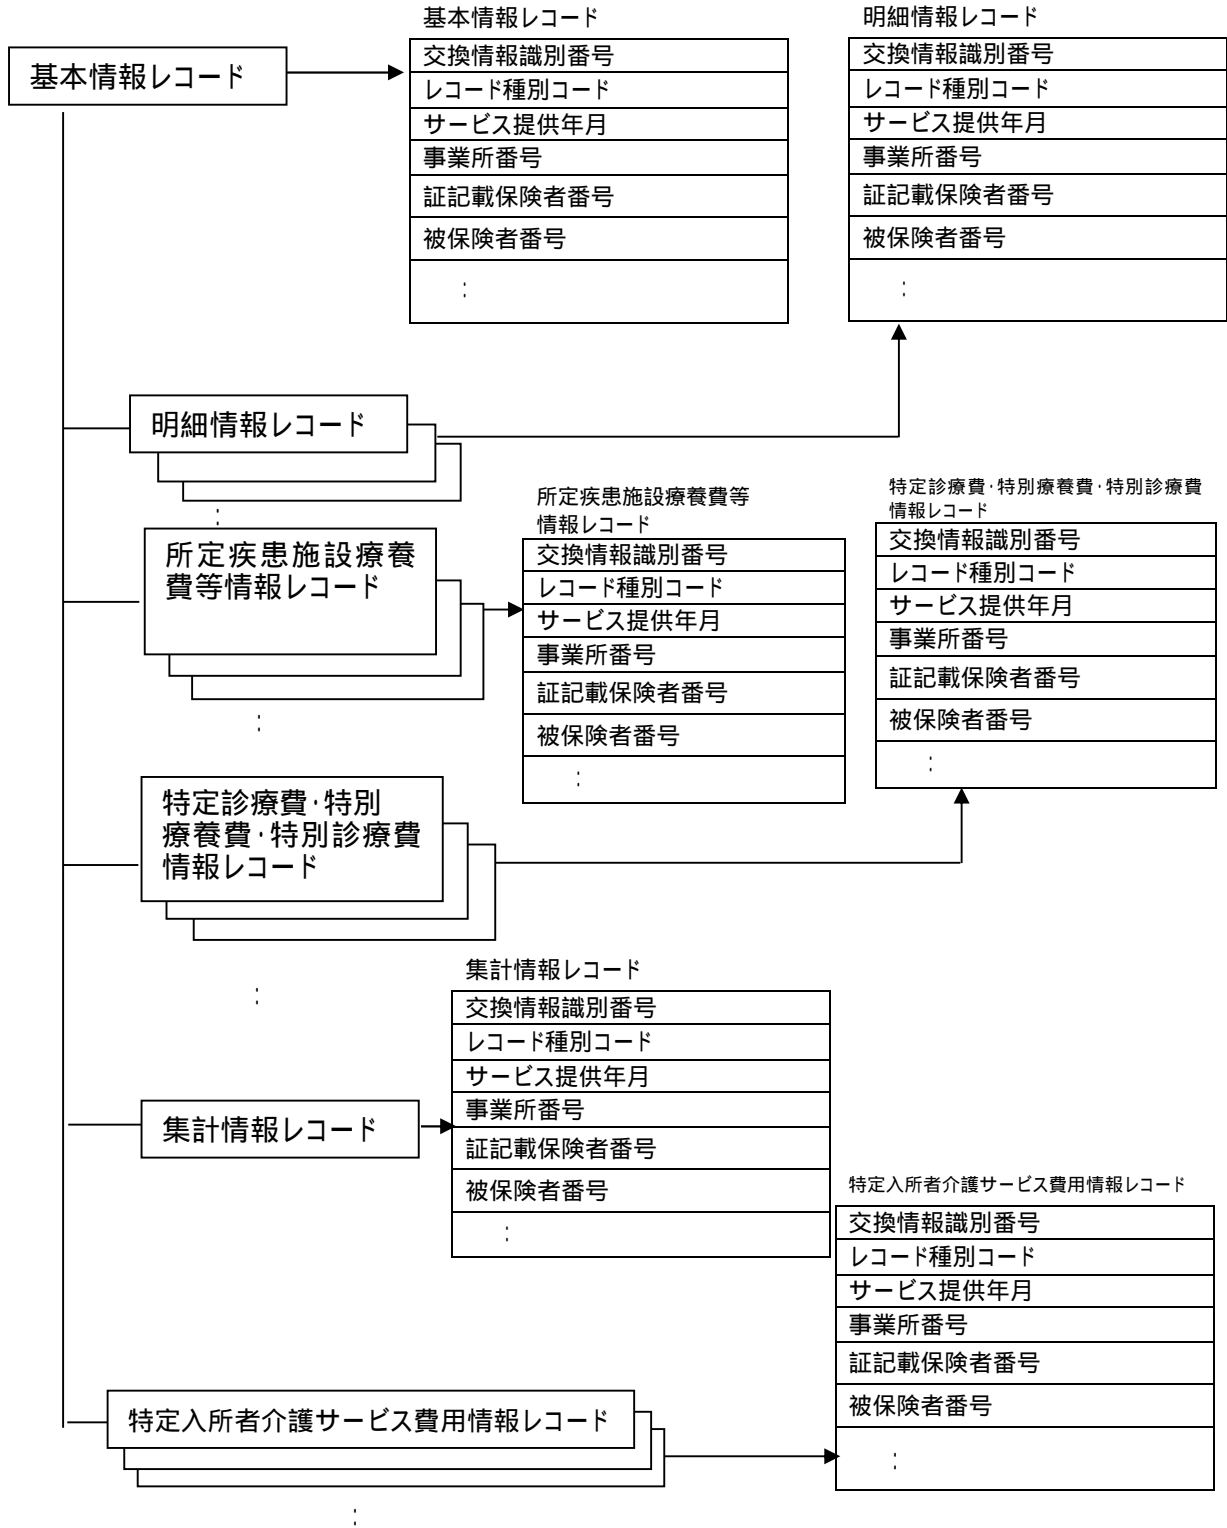 基本情報レコード
基本情報レコード
交換情報識別番号
レコード種別コード
サービス提供年月
事業所番号
証記載保険者番号
被保険者番号
:
明細情報レコード
交換情報識別番号
レコード種別コード
サービス提供年月
事業所番号
証記載保険者番号
被保険者番号
:
明細情報レコード
:
所定疾患施設療養
費等情報レコード
:
所定疾患施設療養費等
情報レコード
交換情報識別番号
レコード種別コード
サービス提供年月
事業所番号
証記載保険者番号
被保険者番号
:
特定診療費・特別療養費・特別診療費
情報レコード
交換情報識別番号
レコード種別コード
サービス提供年月
事業所番号
証記載保険者番号
被保険者番号
:
特定診療費・特別
療養費・特別診療費
情報レコード
:
集計情報レコード
集計情報レコード
交換情報識別番号
レコード種別コード
サービス提供年月
事業所番号
証記載保険者番号
被保険者番号
:
特定入所者介護サービス費用情報レコード
:
特定入所者介護サービス費用情報レコード
交換情報識別番号
レコード種別コード
サービス提供年月
事業所番号
証記載保険者番号
被保険者番号
: